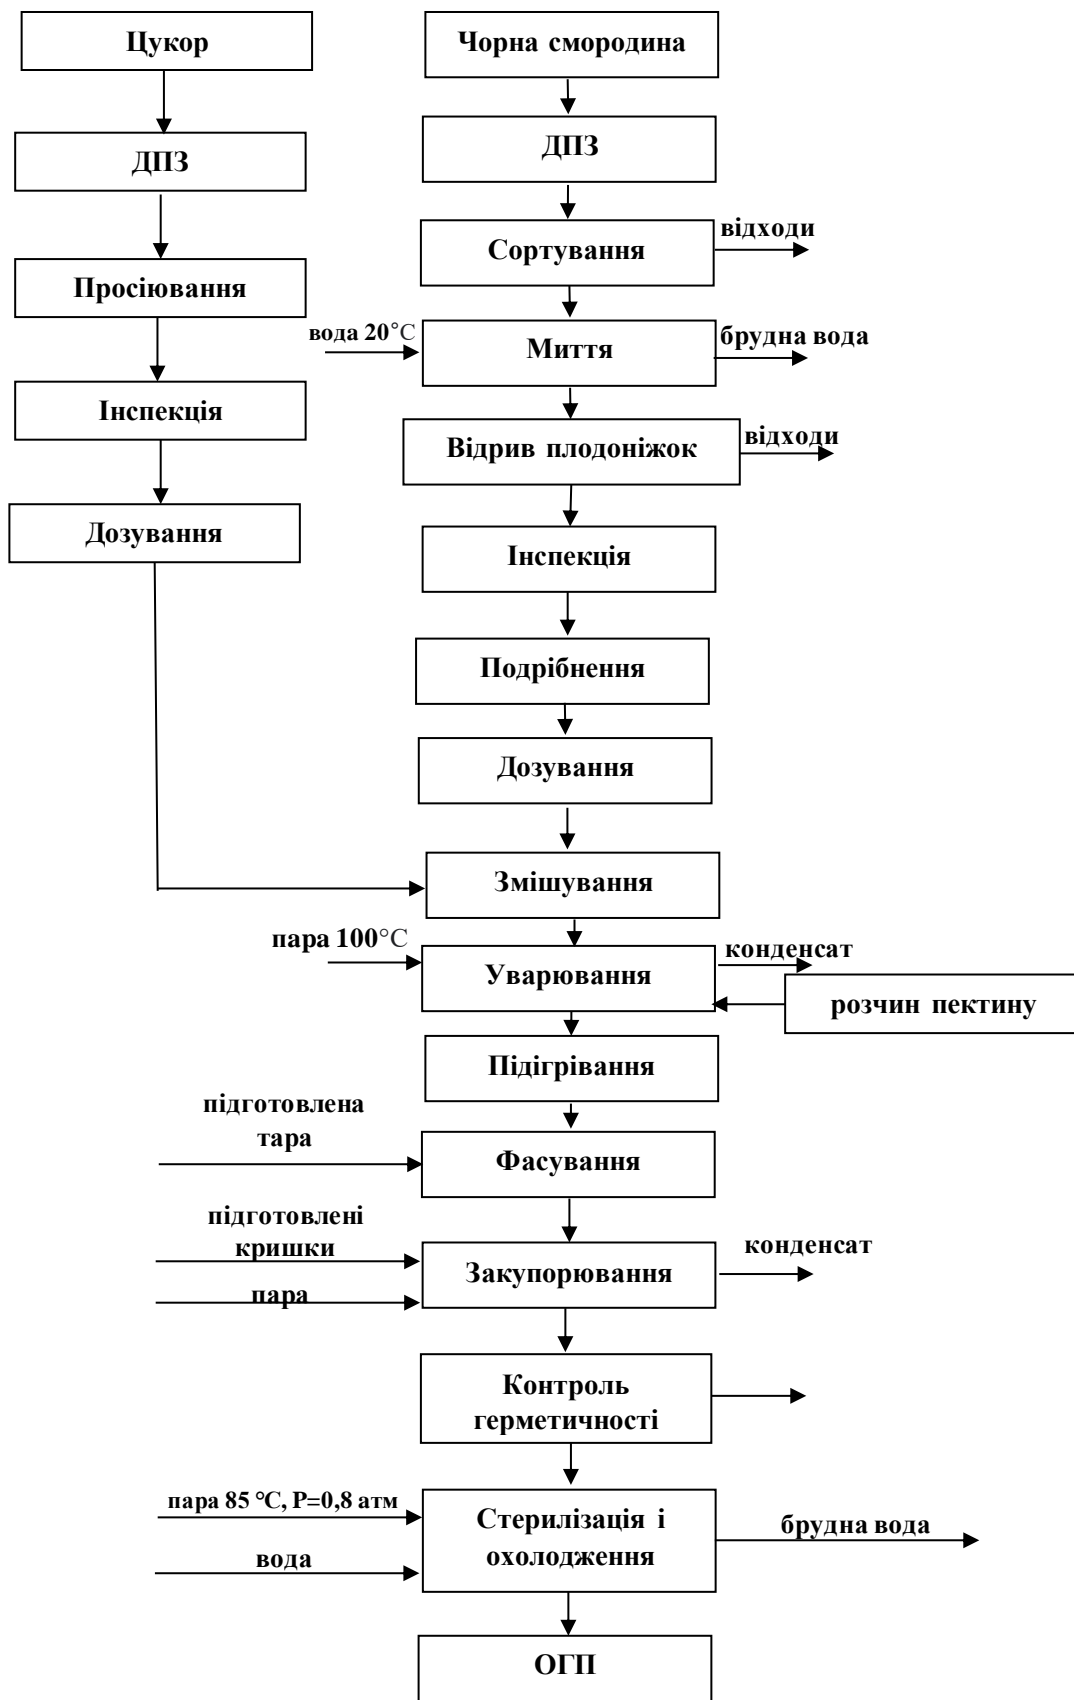 Цукор
Чорна смородина
ДПЗ
ДПЗ
Сортування
відходи
Просіювання
вода 20°С
Миття
брудна вода
Інспекція
Відрив плодоніжок
відходи
Дозування
Інспекція
Подрібнення
Дозування
Змішування
пара 100°С
Уварювання
конденсат
розчин пектину
Підігрівання
підготовлена
тара
Фасування
підготовлені
кришки
Закупорювання
конденсат
пара
Контроль
герметичності
пара 85 °С, Р=0,8 атм
Стерилізація і
охолодження
брудна вода
вода
ОГП